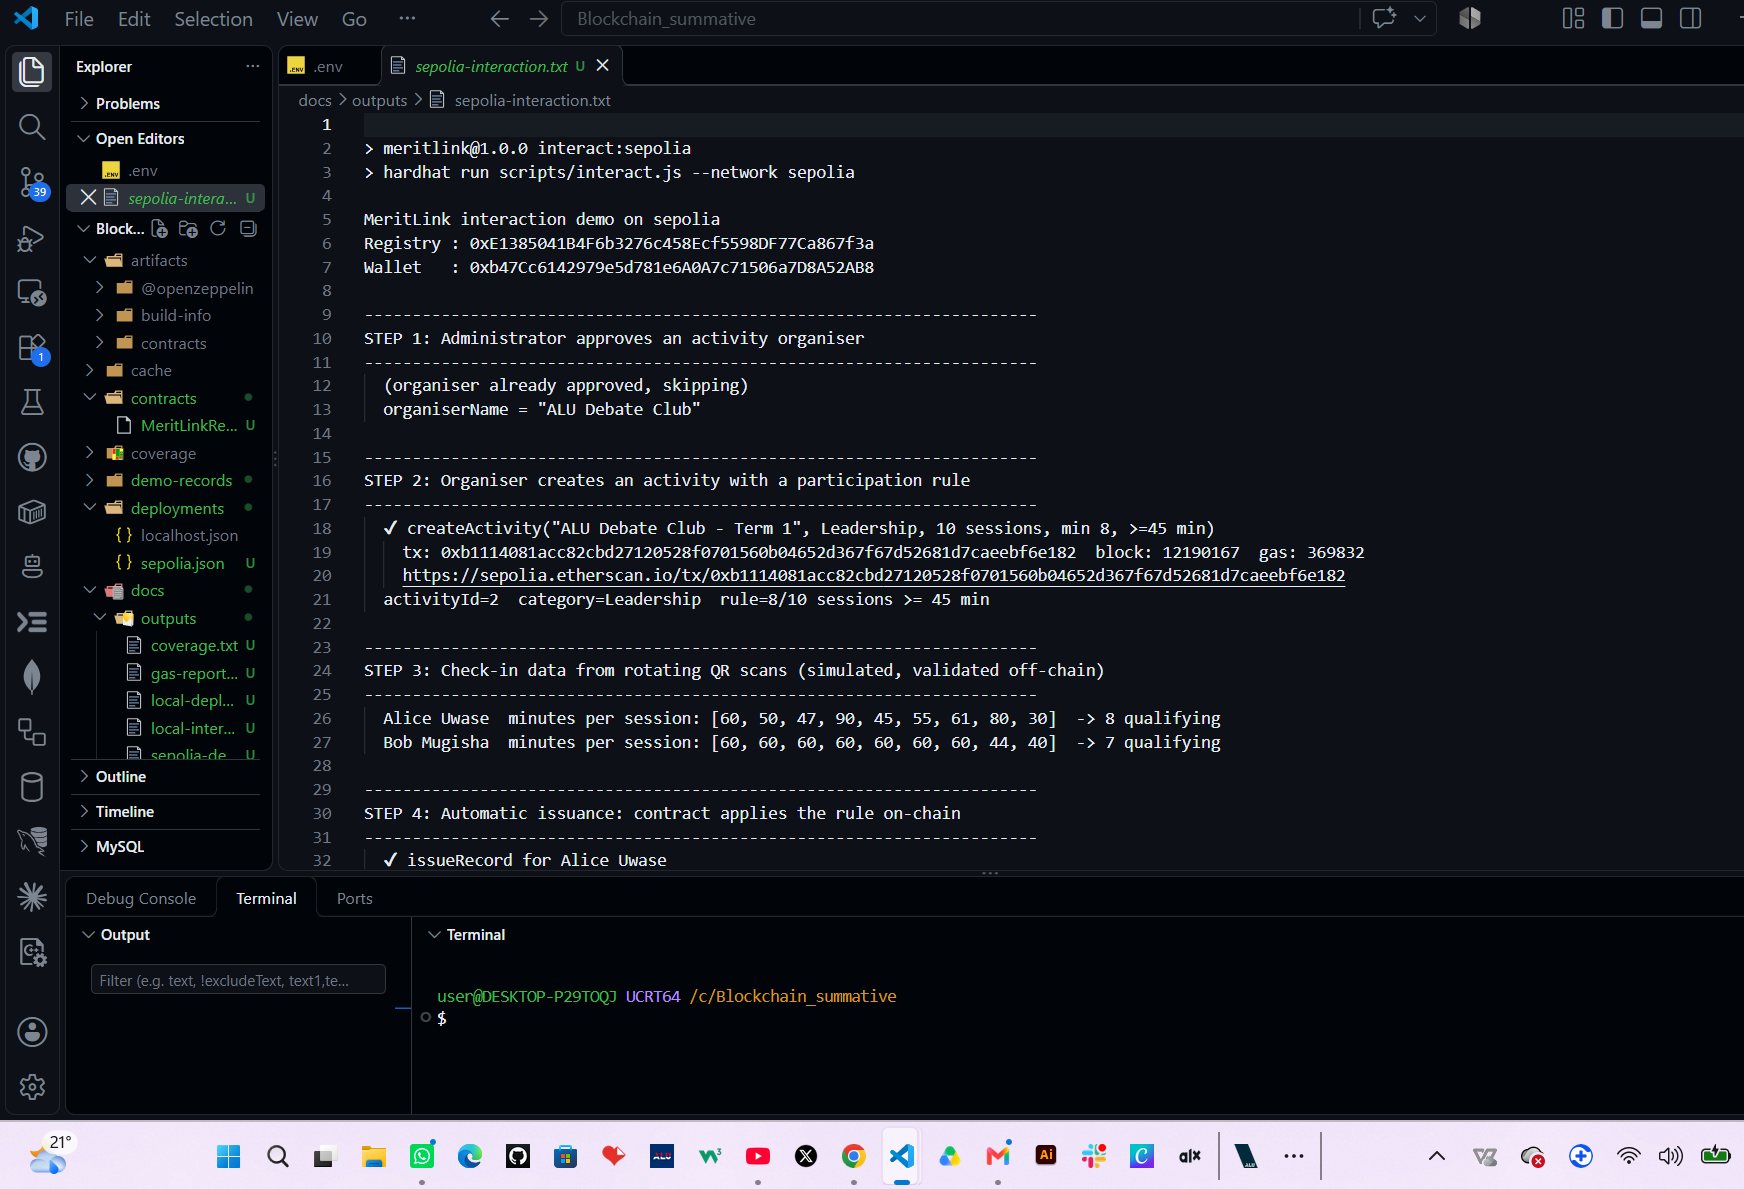 File Edit Selection View Go ···
Blockchain_summative
Explorer ···
Problems
Open Editors
.env
sepolia-intera... U
Block...
artifacts
@openzeppelin
build-info
contracts
cache
contracts
MeritLinkRe... U
coverage
demo-records
deployments
localhost.json
sepolia.json U
docs
outputs
coverage.txt U
gas-report... U
local-depl... U
local-inter... U
sepolia-de U
Outline
Timeline
MySQL
39
1
.env
sepolia-interaction.txt U
docs > outputs > sepolia-interaction.txt
1
2 > meritlink@1.0.0 interact:sepolia
3 > hardhat run scripts/interact.js --network sepolia
4
5 MeritLink interaction demo on sepolia
6 Registry : 0xE1385041B4F6b3276c458Ecf5598DF77Ca867f3a
7 Wallet   : 0xb47Cc6142979e5d781e6A0A7c71506a7D8A52AB8
8
9 ----------------------------------------------------------------------
10 STEP 1: Administrator approves an activity organiser
11 ----------------------------------------------------------------------
12 (organiser already approved, skipping)
13 organiserName = "ALU Debate Club"
14
15 ----------------------------------------------------------------------
16 STEP 2: Organiser creates an activity with a participation rule
17 ----------------------------------------------------------------------
18 ✔ createActivity("ALU Debate Club - Term 1", Leadership, 10 sessions, min 8, >=45 min)
19 tx: 0xb1114081acc82cbd27120528f0701560b04652d367f67d52681d7caeebf6e182  block: 12190167  gas: 369832
20 https://sepolia.etherscan.io/tx/0xb1114081acc82cbd27120528f0701560b04652d367f67d52681d7caeebf6e182
21 activityId=2  category=Leadership  rule=8/10 sessions >= 45 min
22
23 ----------------------------------------------------------------------
24 STEP 3: Check-in data from rotating QR scans (simulated, validated off-chain)
25 ----------------------------------------------------------------------
26 Alice Uwase  minutes per session: [60, 50, 47, 90, 45, 55, 61, 80, 30]  -> 8 qualifying
27 Bob Mugisha  minutes per session: [60, 60, 60, 60, 60, 60, 60, 44, 40]  -> 7 qualifying
28
29 ----------------------------------------------------------------------
30 STEP 4: Automatic issuance: contract applies the rule on-chain
31 ----------------------------------------------------------------------
32 ✔ issueRecord for Alice Uwase
Debug Console Terminal Ports
Output
Filter (e.g. text, !excludeText, text1,te...
Terminal
user@DESKTOP-P29TOQJ UCRT64 /c/Blockchain_summative
$
21°
ALU
Ai
alx